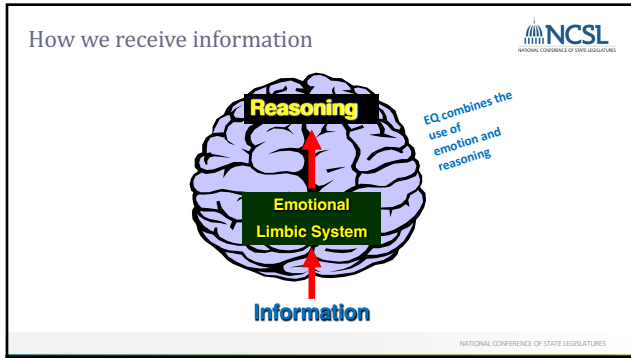 How we receive information
NCSL
NATIONAL CONFERENCE OF STATE LEGISLATURES
Reasoning
EQ combines the
use of
emotion and
reasoning
Emotional
Limbic System
Information
NATIONAL CONFERENCE OF STATE LEGISLATURES